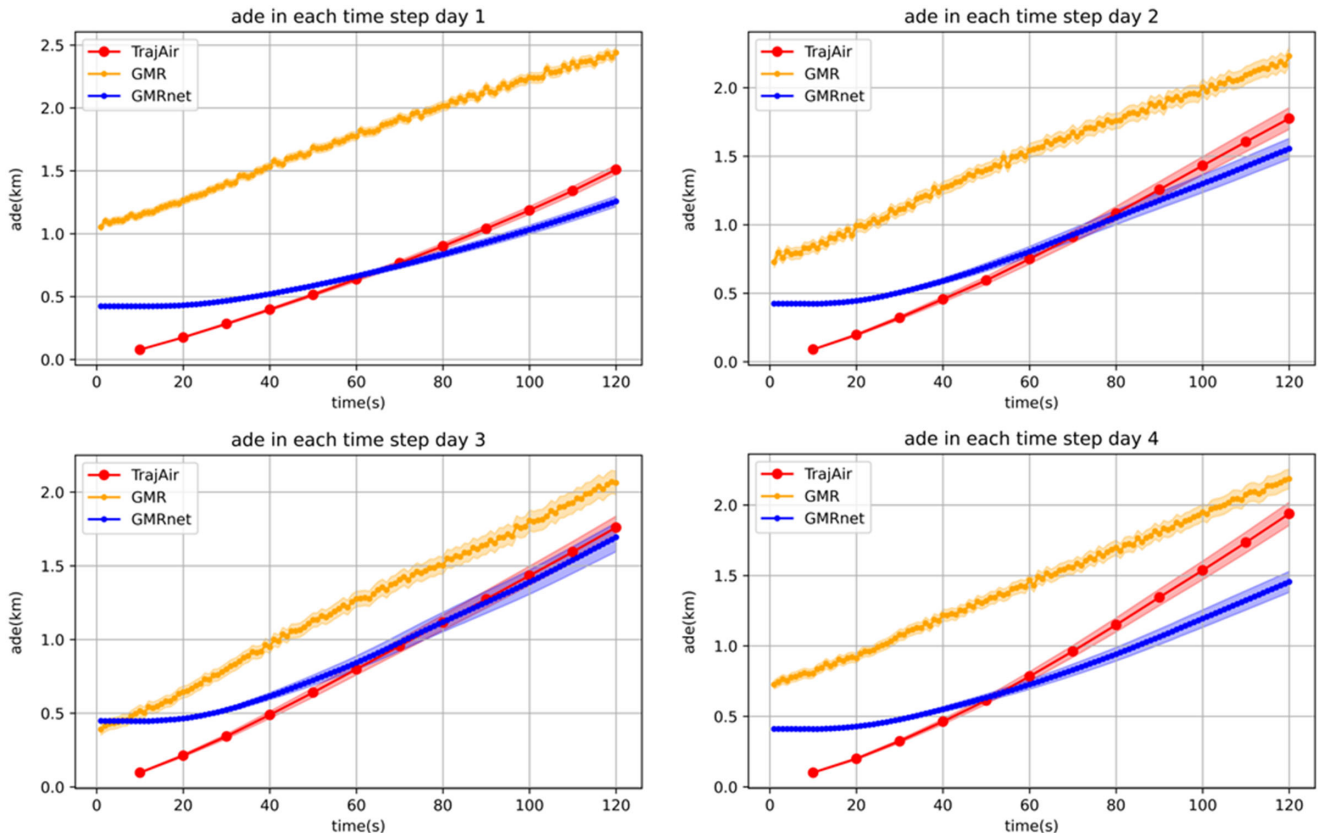 ade in each time step day 1
TrajAir
GMR
GMRnet
2.5
2.0
1.5
1.0
0.5
0.0
ade(km)
0 20 40 60 80 100 120
time(s)
ade in each time step day 2
TrajAir
GMR
GMRnet
2.0
1.5
1.0
0.5
0.0
ade(km)
0 20 40 60 80 100 120
time(s)
ade in each time step day 3
TrajAir
GMR
GMRnet
2.0
1.5
1.0
0.5
0.0
ade(km)
0 20 40 60 80 100 120
time(s)
ade in each time step day 4
TrajAir
GMR
GMRnet
2.0
1.5
1.0
0.5
0.0
ade(km)
0 20 40 60 80 100 120
time(s)